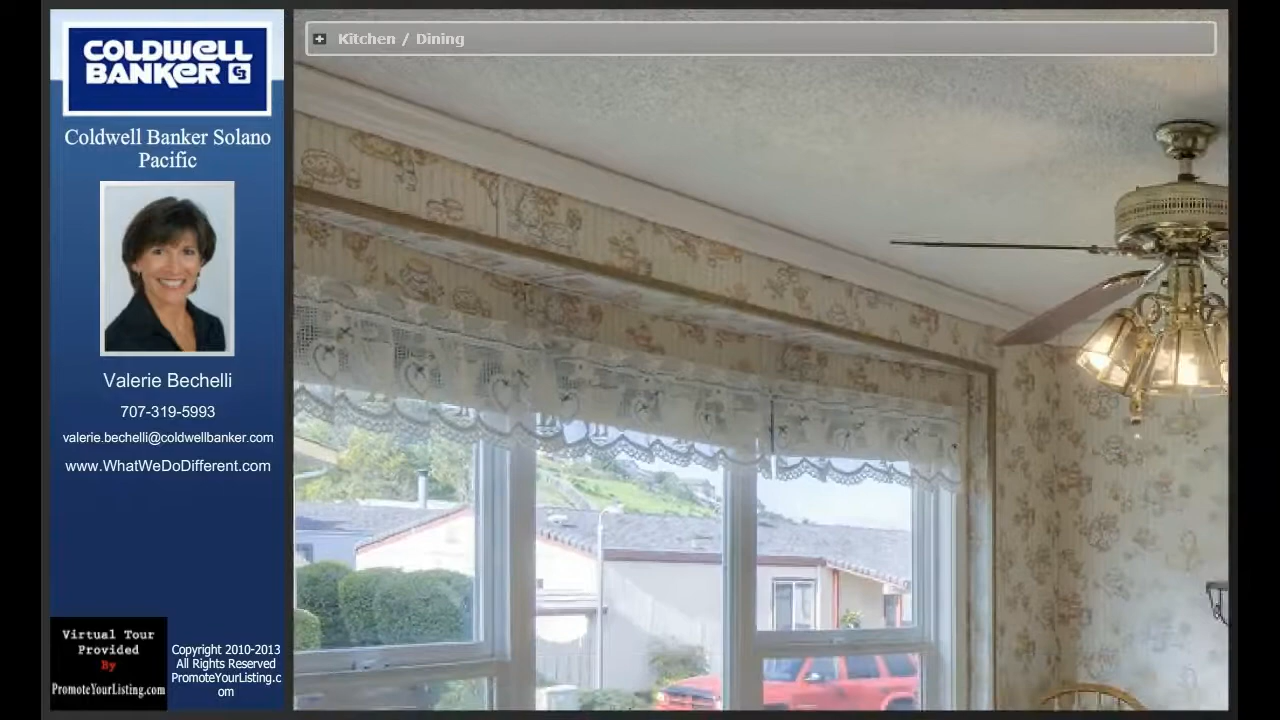 COLDWELL
BANKER CB
Coldwell Banker Solano
Pacific
Valerie Bechelli
707-319-5993
valerie.bechelli@coldwellbanker.com
www.WhatWeDoDifferent.com
Virtual Tour
Provided
By
PromoteYourListing.com
Copyright 2010-2013
All Rights Reserved
PromoteYourListing.c
om
Kitchen / Dining